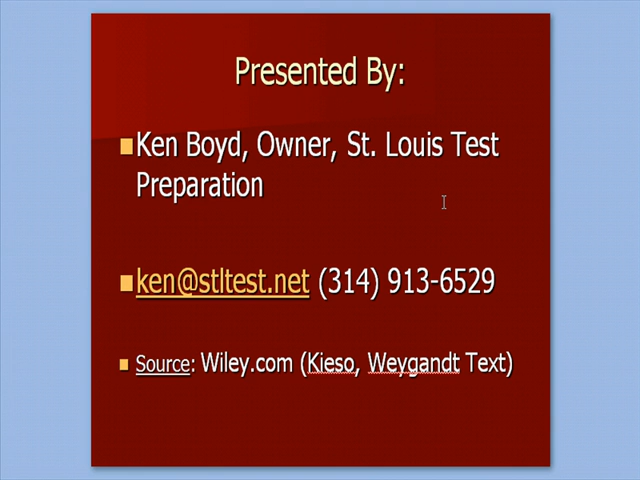 Presented By:
Ken Boyd, Owner, St. Louis Test
Preparation
ken@stltest.net (314) 913-6529
Source: Wiley.com (Kieso, Weygandt Text)